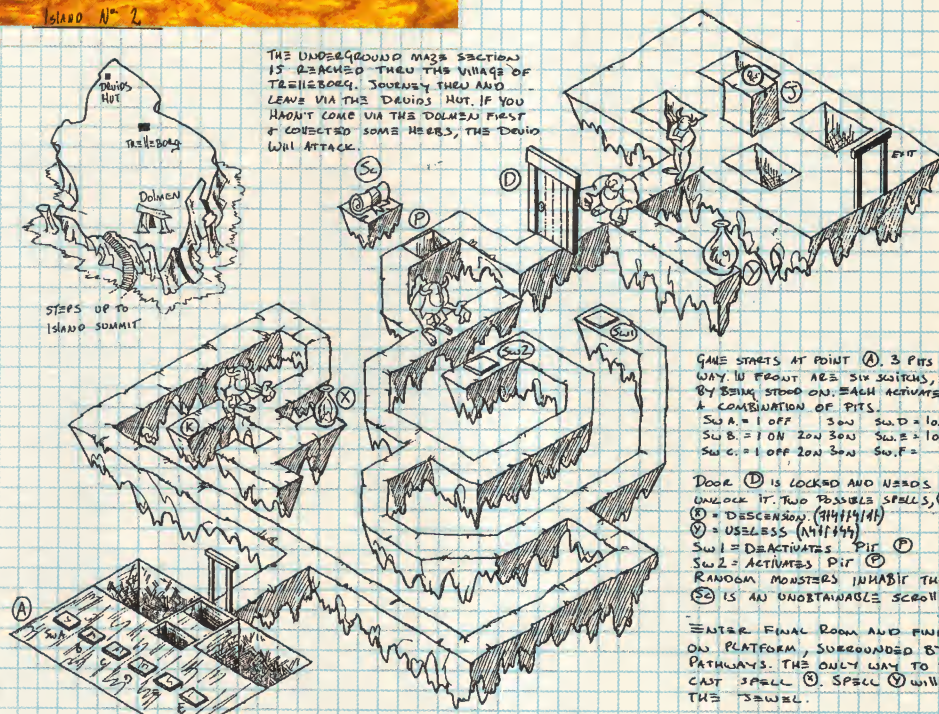 ISLAND Nº 2
DRUIDS
HUT
TRELLEBORG
DOLMEN
STEPS UP TO
ISLAND SUMMIT
THE UNDERGROUND MAZE SECTION
IS REACHED THRU THE VILLAGE OF
TRELLEBORG. JOURNEY THRU AND
LEAVE VIA THE DRUIDS HUT. IF YOU
HADN'T COME VIA THE DOLMEN FIRST
& COLLECTED SOME HERBS, THE DRUID
WILL ATTACK.
SC
P
D
J
EXIT
Y
SW1
SW2
X
K
A
SWA
E
GAME STARTS AT POINT (A). 3 PITS
WAY. IN FRONT ARE SIX SWITCHS,
BY BEING STOOD ON. EACH ACTIVATE
A COMBINATION OF PITS.
SW A. = 1 OFF 3 ON SW. D =
SW B. = 1 ON 2 ON 3 ON SW. E =
SW C. = 1 OFF 2 ON 3 ON SW. F =
DOOR (D) IS LOCKED AND NEEDS
UNLOCK IT. TWO POSSIBLE SPELLS,
(X) = DESCENSION.
(Y) = USELESS
SW 1 = DEACTIVATES PIT (P)
SW 2 = ACTIVATES PIT (P)
RANDOM MONSTERS INHABIT TH
(SC) IS AN UNOBTAINABLE SCROLL
ENTER FINAL ROOM AND FIN
ON PLATFORM, SURROUNDED BY
PATHWAYS. THE ONLY WAY TO
CAST SPELL (X). SPELL (Y) WILL
THE JEWEL.